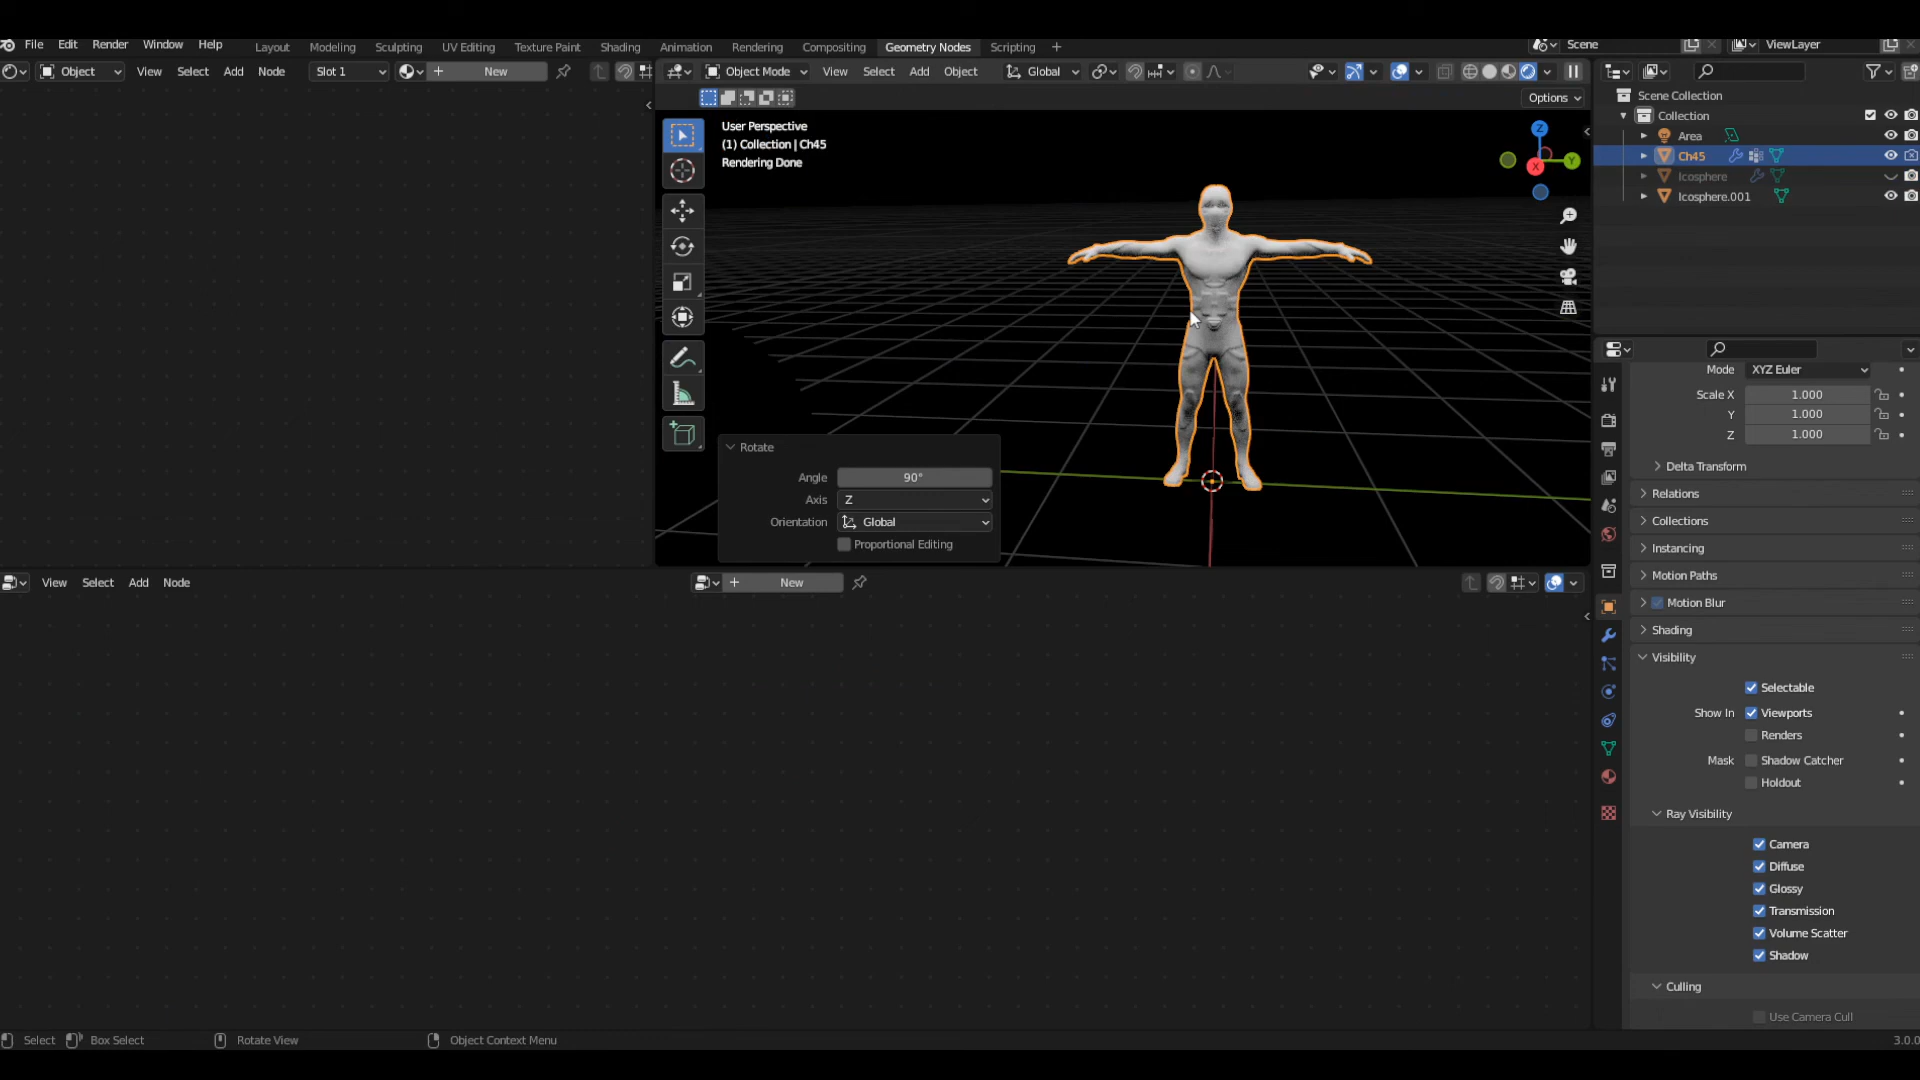 File Edit Render Window Help Layout Modeling Sculpting UV Editing Texture Paint Shading Animation Rendering Compositing Geometry Nodes Scripting + Scene ViewLayer
Object View Select Add Node Slot 1 New Object Mode View Select Add Object Global
Options
User Perspective
(1) Collection | Ch45
Rendering Done
Z
Y
X
Scene Collection
Collection
Area
Ch45
Icosphere
Icosphere.001
Rotate
Angle 90°
Axis Z
Orientation Global
Proportional Editing
Mode XYZ Euler
Scale X 1.000
Y 1.000
Z 1.000
Delta Transform
Relations
Collections
Instancing
Motion Paths
Motion Blur
Shading
Visibility
Selectable
Show In Viewports
Renders
Mask Shadow Catcher
Holdout
Ray Visibility
Camera
Diffuse
Glossy
Transmission
Volume Scatter
Shadow
Culling
Use Camera Cull
View Select Add Node New
Select Box Select Rotate View Object Context Menu 3.0.0